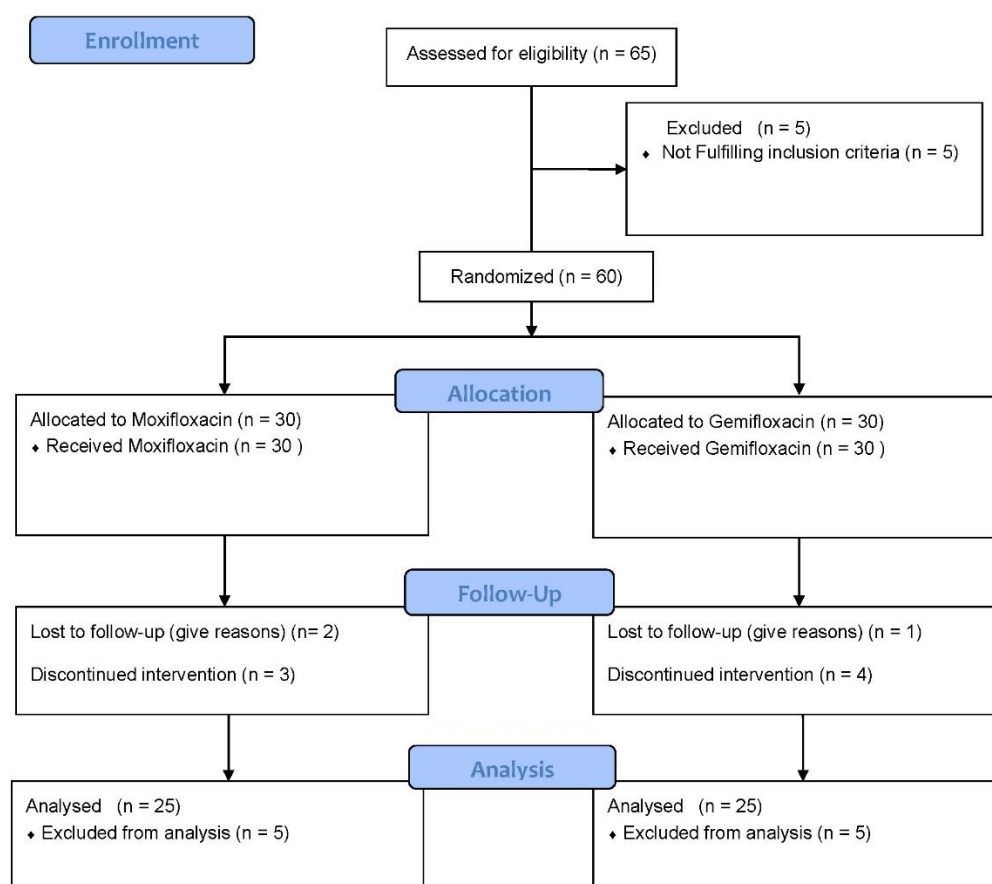 Enrollment
Assessed for eligibility (n = 65)
Excluded (n = 5)
♦ Not Fulfilling inclusion criteria (n = 5)
Randomized (n = 60)
Allocation
Allocated to Moxifloxacin (n = 30)
♦ Received Moxifloxacin (n = 30 )
Allocated to Gemifloxacin (n = 30)
♦ Received Gemifloxacin (n = 30 )
Follow-Up
Lost to follow-up (give reasons) (n= 2)
Discontinued intervention (n = 3)
Lost to follow-up (give reasons) (n = 1)
Discontinued intervention (n = 4)
Analysis
Analysed (n = 25)
♦ Excluded from analysis (n = 5)
Analysed (n = 25)
♦ Excluded from analysis (n = 5)